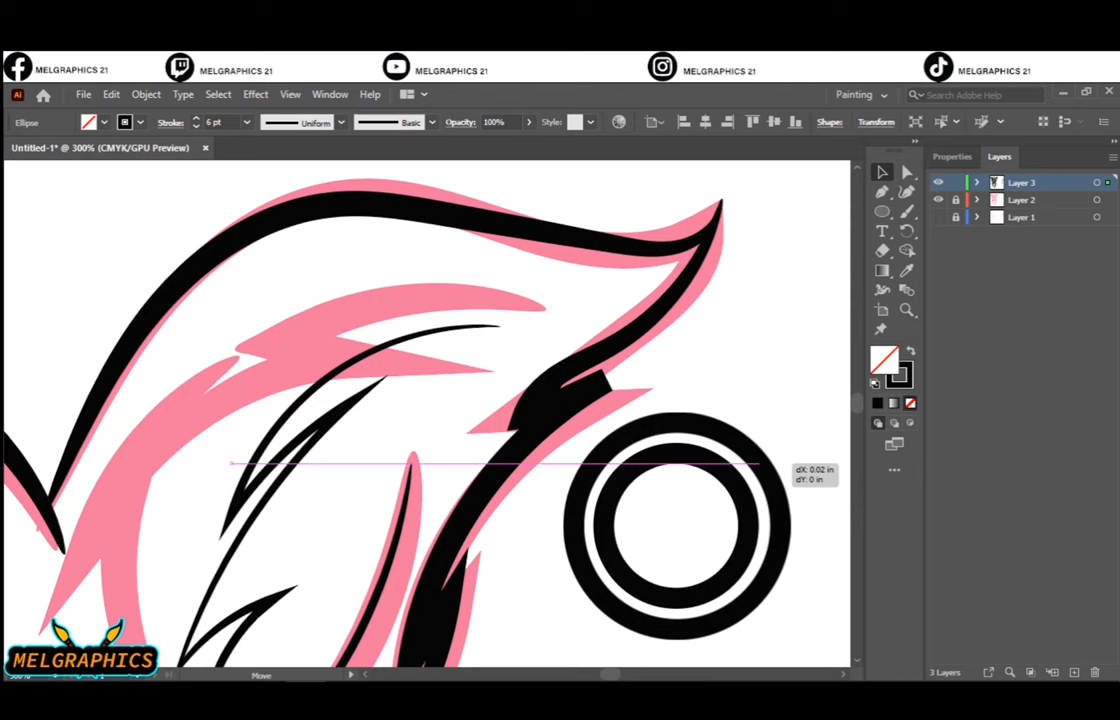 MELGRAPHICS 21 MELGRAPHICS 21 MELGRAPHICS 21 MELGRAPHICS 21 MELGRAPHICS 21
Ai File Edit Object Type Select Effect View Window Help Painting Search Adobe Help
Ellipse Stroke: 6 pt Uniform Basic Opacity: 100% Style: Shape: Transform
Untitled-1* @ 300% (CMYK/GPU Preview)
Properties Layers
Layer 3
Layer 2
Layer 1
dX: 0.02 in
dY: 0 in
MELGRAPHICS
Move
3 Layers